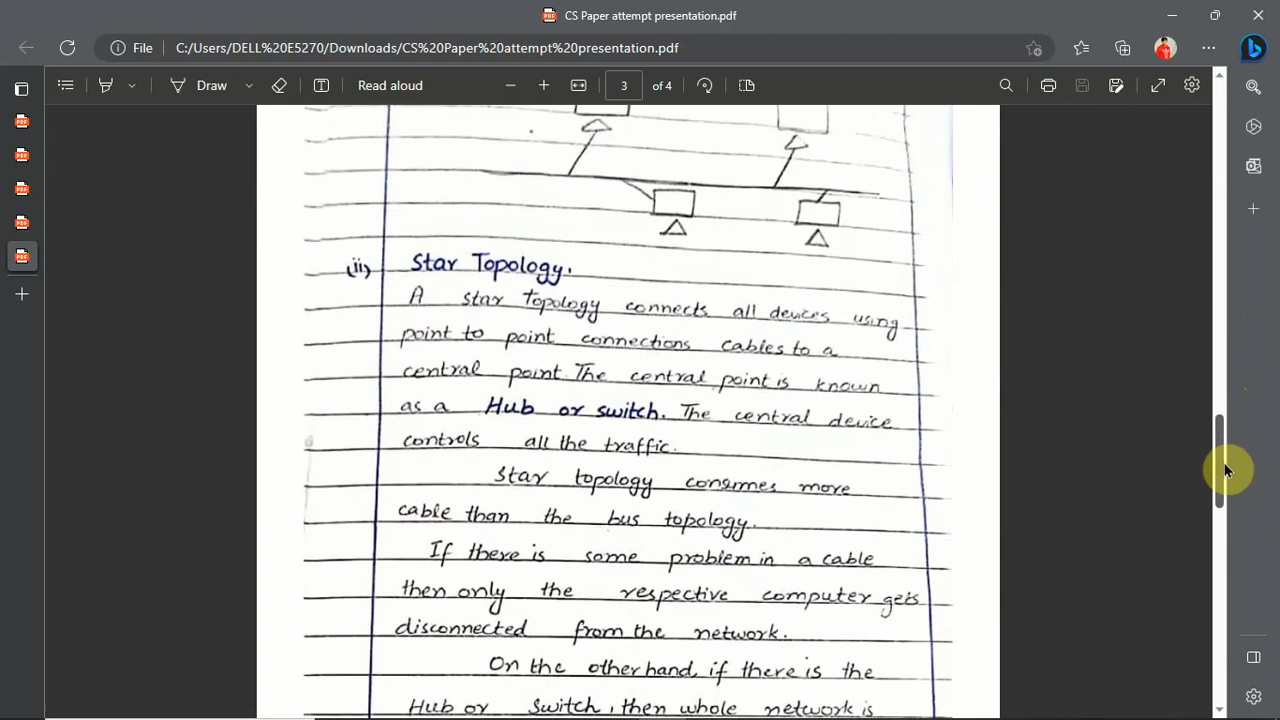 CS Paper attempt presentation.pdf
File C:/Users/DELL%20E5270/Downloads/CS%20Paper%20attempt%20presentation.pdf
Draw
Read aloud
3 of 4
(ii) Star Topology.
A star topology connects all devices using
point to point connections cables to a
central point. The central point is known
as a Hub or switch. The central device
controls all the traffic.
Star topology consmes more
cable than the bus topology.
If there is some problem in a cable
then only the respective computer gets
disconnected from the network.
On the other hand, if there is the
Hub or Switch, then whole network is